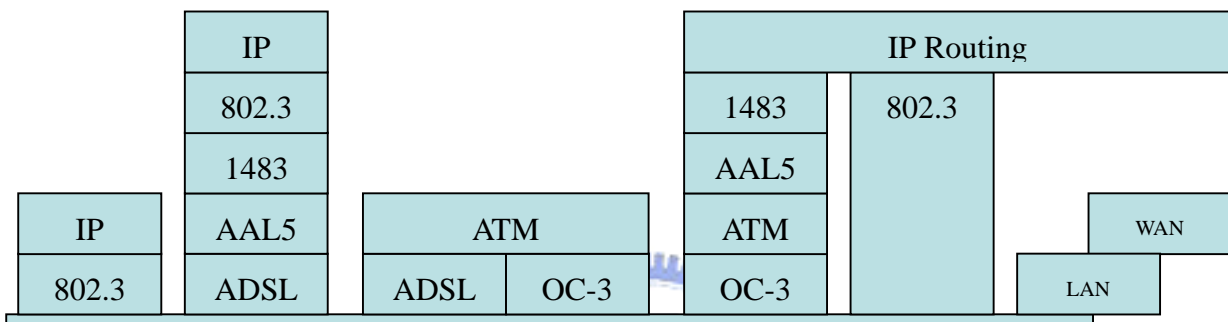 IP
802.3
IP
802.3
1483
AAL5
ADSL
ATM
ADSL
OC-3
IP Routing
1483
AAL5
ATM
OC-3
802.3
WAN
LAN